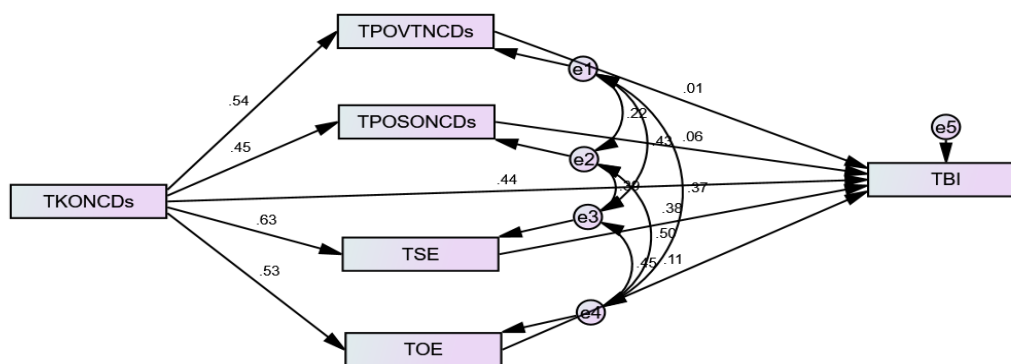 TPOVTNCDs
e1
.01
.54
.22
TPOSONCDs
.43
.06
e5
.45
e2
TKONCDs
.44
.39
.37
TBI
.63
e3
.38
TSE
.50
.53
.45
.11
e4
TOE